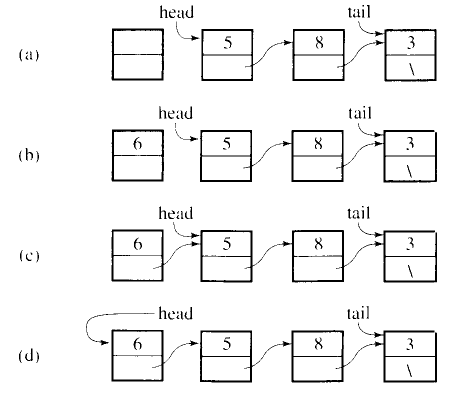 head tail
(a) 5 8 3
\
head tail
(b) 6 5 8 3
\
head tail
(c) 6 5 8 3
\
head tail
(d) 6 5 8 3
\